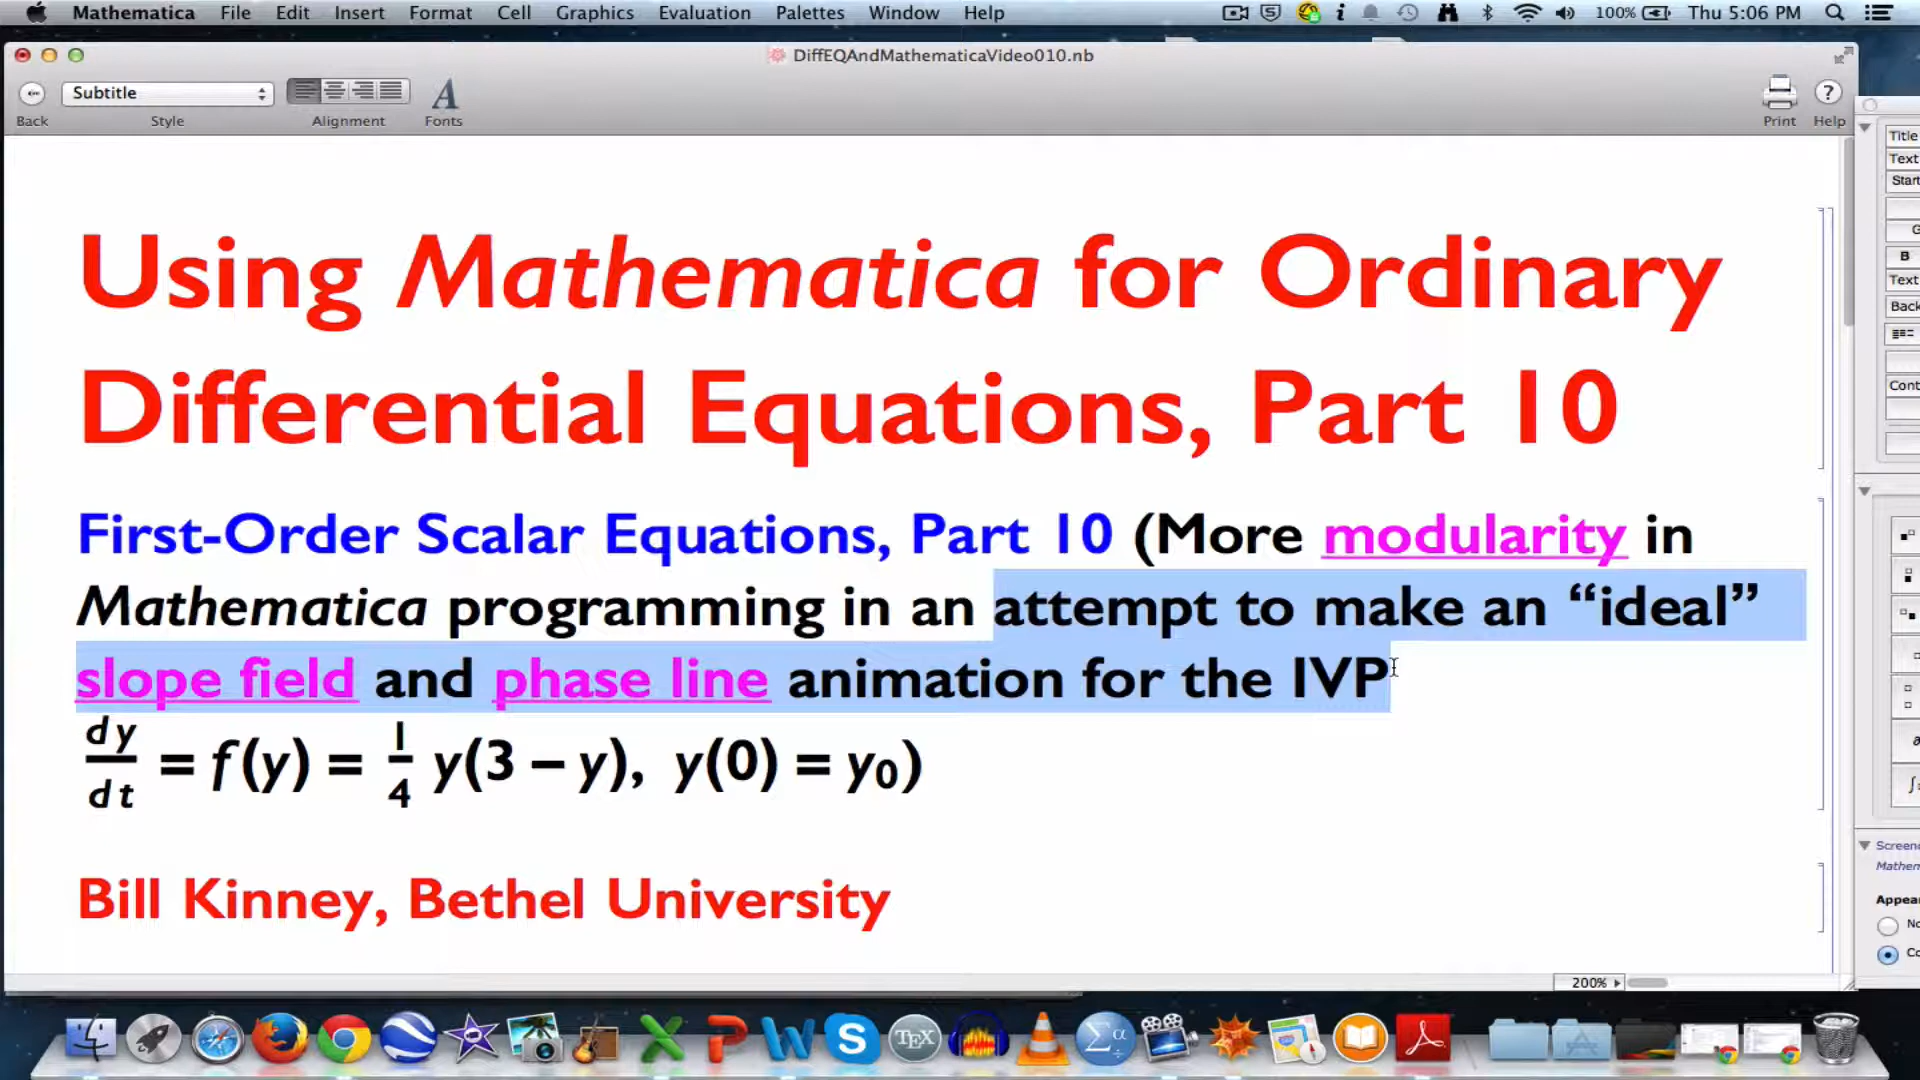 Mathematica File Edit Insert Format Cell Graphics Evaluation Palettes Window Help 100% Thu 5:06 PM
DiffEQAndMathematicaVideo010.nb
Subtitle
Back Style Alignment Fonts Print Help
Using Mathematica for Ordinary
Differential Equations, Part 10
First-Order Scalar Equations, Part 10 (More modularity in
Mathematica programming in an attempt to make an “ideal”
slope field and phase line animation for the IVP
dy/dt = f(y) = 1/4 y(3 – y), y(0) = y₀)
Bill Kinney, Bethel University
200%
Title
Text
Start
G
B
Text
Back
Cont
Screen
Mathem
Appear
No
Co
TEX